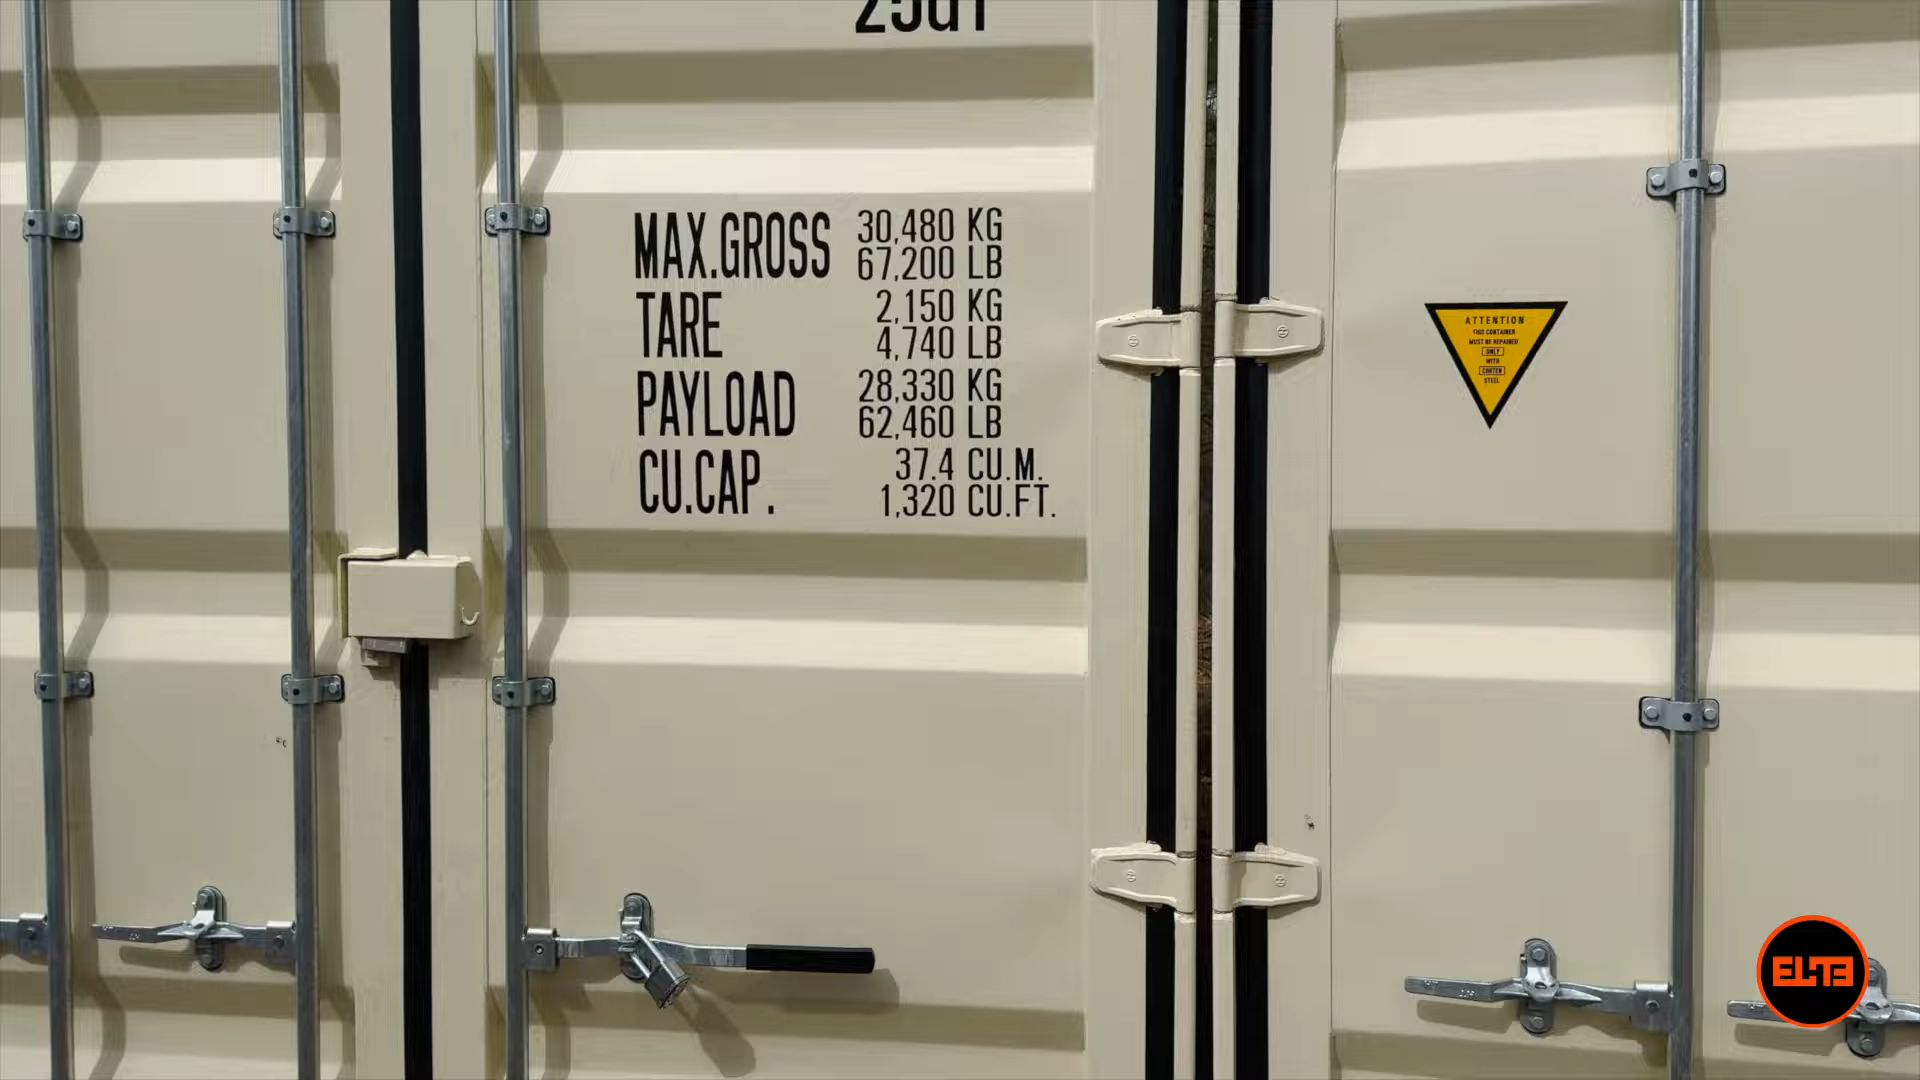 25G1
MAX.GROSS 30,480 KG
67,200 LB
TARE 2,150 KG
4,740 LB
PAYLOAD 28,330 KG
62,460 LB
CU.CAP. 37.4 CU.M.
1,320 CU.FT.
ATTENTION
THIS CONTAINER
MUST BE REPAIRED
ONLY
WITH
CORTEN
STEEL
ELITE